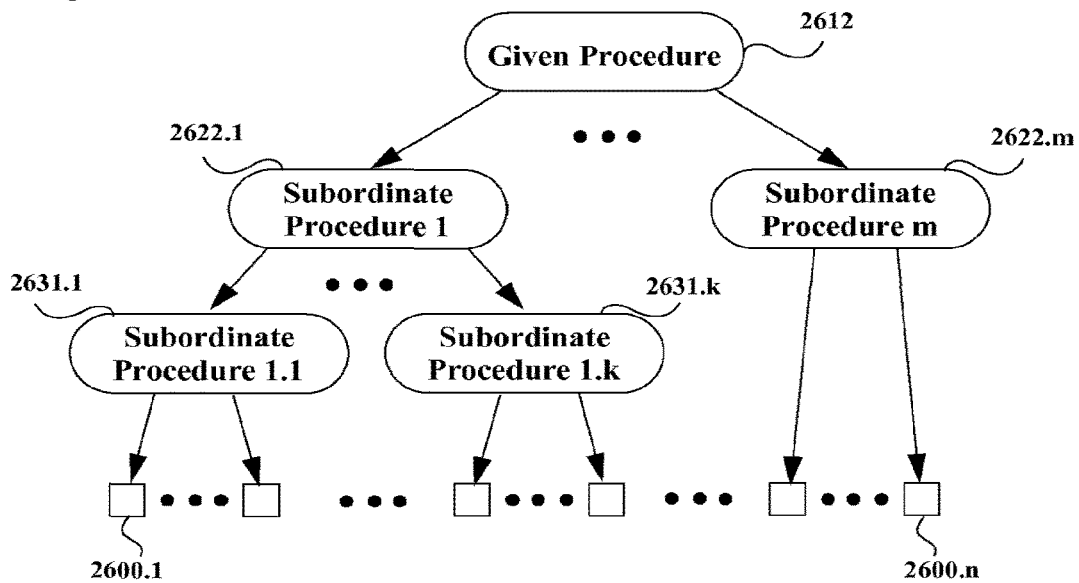 2612
Given Procedure
2622.1
2622.m
Subordinate
Procedure 1
Subordinate
Procedure m
2631.1
2631.k
Subordinate
Procedure 1.1
Subordinate
Procedure 1.k
2600.1
2600.n